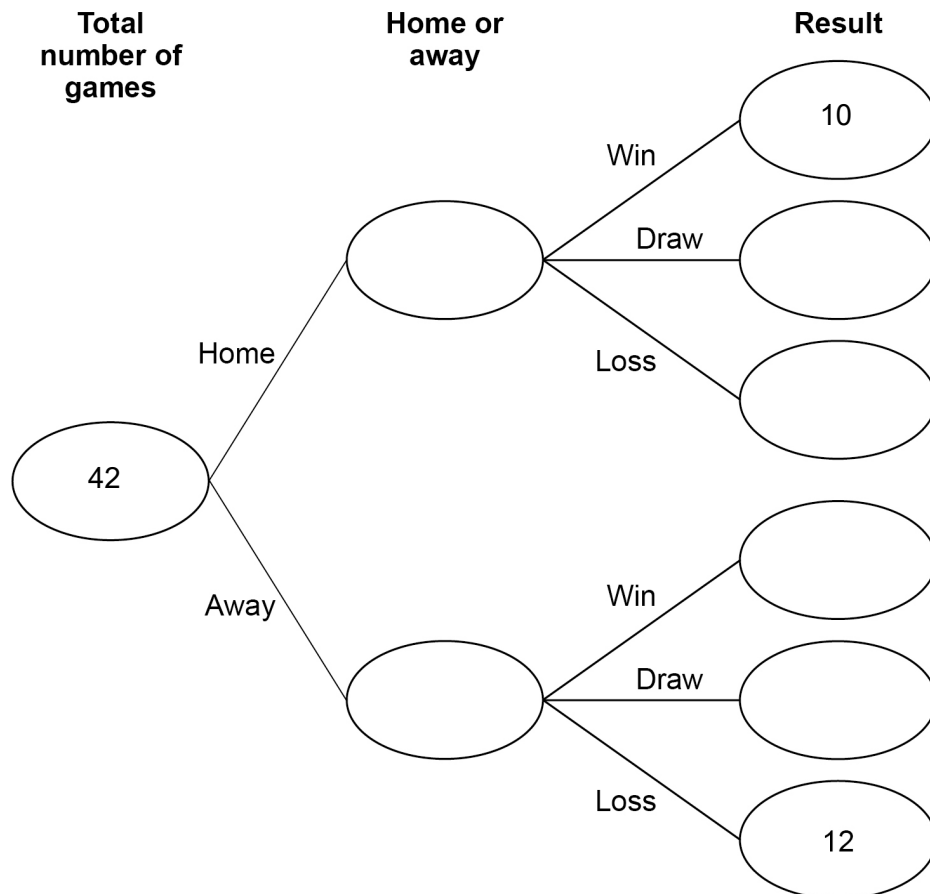 Total
number of
games
Home or
away
Result
10
Win
Draw
Loss
Home
42
Away
Win
Draw
Loss
12